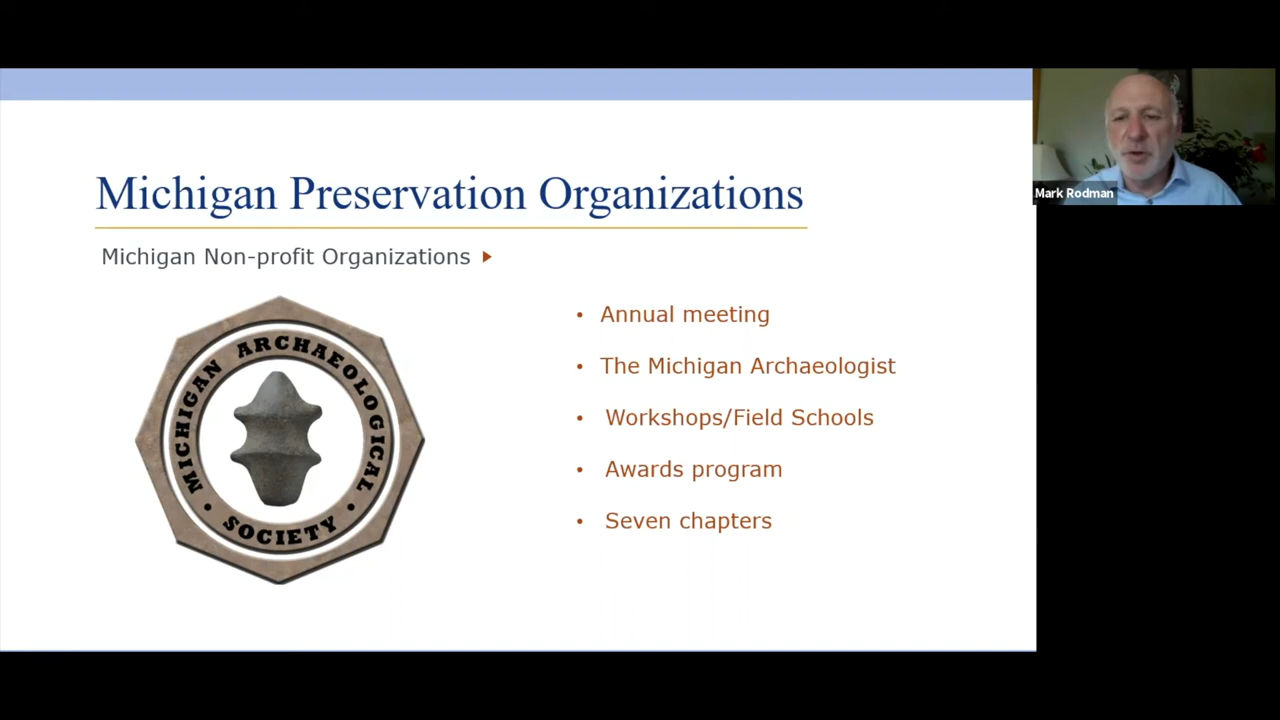 Michigan Preservation Organizations
Michigan Non-profit Organizations
MICHIGAN ARCHAEOLOGICAL
• SOCIETY •
• Annual meeting
• The Michigan Archaeologist
• Workshops/Field Schools
• Awards program
• Seven chapters
Mark Rodman